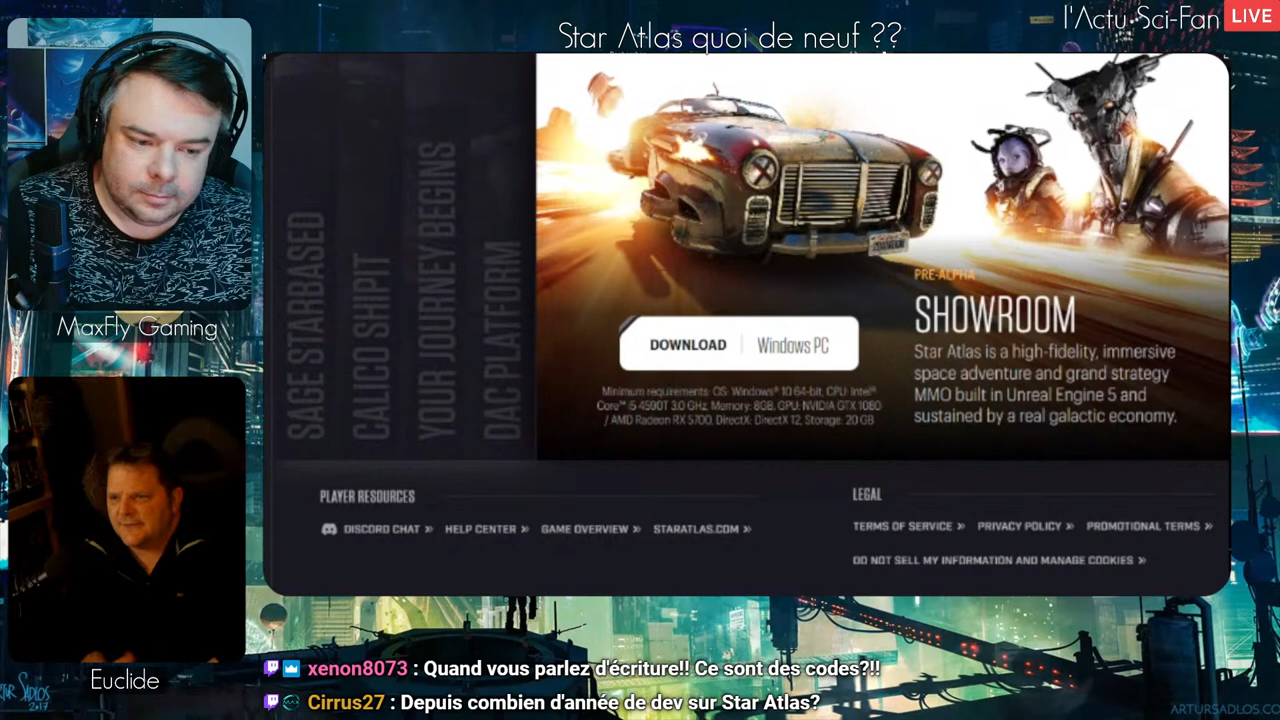 Star Atlas quoi de neuf ??
l'Actu Sci-Fan
LIVE
MaxFly Gaming
Euclide
SAGE STARBASED
CALICO SHIPIT
YOUR JOURNEY BEGINS
DAC PLATFORM
DOWNLOAD Windows PC
Minimum requirements: OS: Windows® 10 64-bit, CPU: Intel®
Core™ i5 4590T 3.0 GHz, Memory: 8GB, GPU: NVIDIA GTX 1080
/ AMD Radeon RX 5700, DirectX: DirectX 12, Storage: 20 GB
PRE-ALPHA
SHOWROOM
Star Atlas is a high-fidelity, immersive
space adventure and grand strategy
MMO built in Unreal Engine 5 and
sustained by a real galactic economy.
PLAYER RESOURCES
DISCORD CHAT » HELP CENTER » GAME OVERVIEW » STARATLAS.COM »
LEGAL
TERMS OF SERVICE » PRIVACY POLICY » PROMOTIONAL TERMS »
DO NOT SELL MY INFORMATION AND MANAGE COOKIES »
xenon8073 : Quand vous parlez d'écriture!! Ce sont des codes?!!
Cirrus27 : Depuis combien d'année de dev sur Star Atlas?
SADLOS
2017
ARTURSADLOS.CO